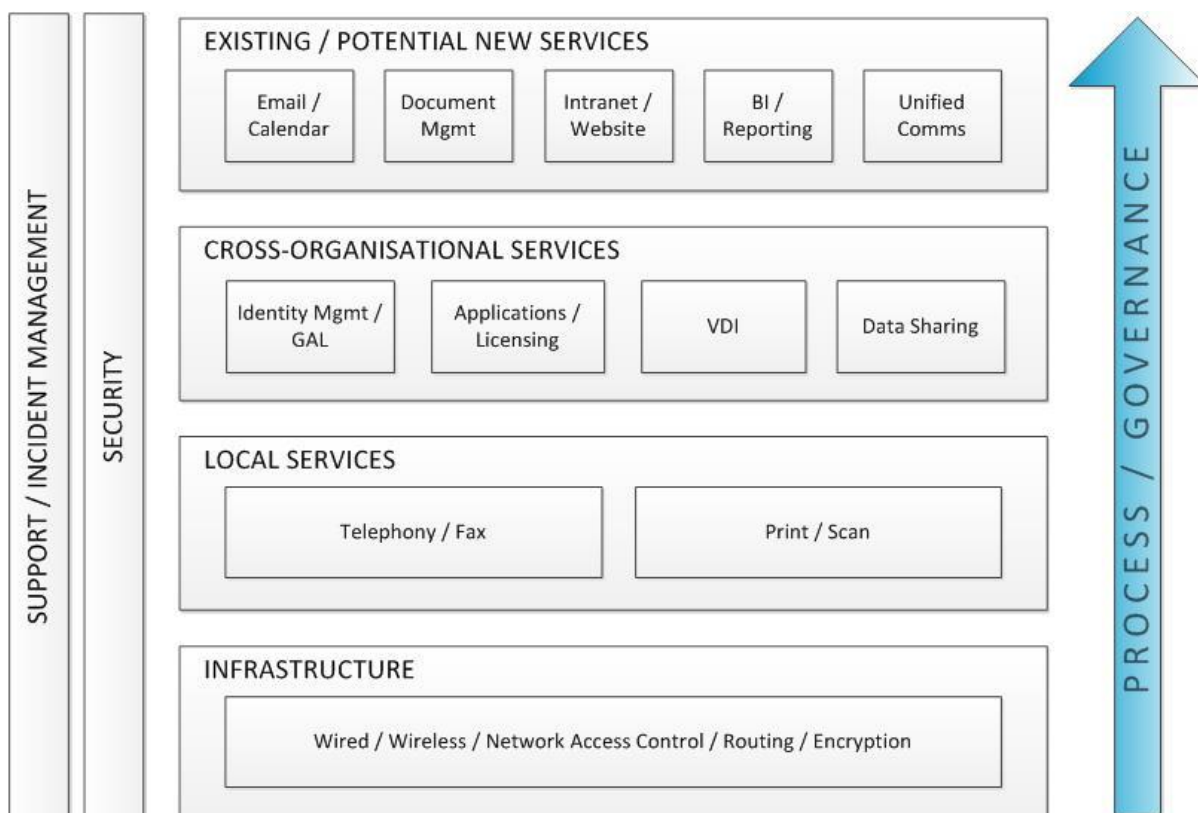 SUPPORT / INCIDENT MANAGEMENT
SECURITY
EXISTING / POTENTIAL NEW SERVICES
Email /
Calendar
Document
Mgmt
Intranet /
Website
BI /
Reporting
Unified
Comms
CROSS-ORGANISATIONAL SERVICES
Identity Mgmt /
GAL
Applications /
Licensing
VDI
Data Sharing
LOCAL SERVICES
Telephony / Fax
Print / Scan
INFRASTRUCTURE
Wired / Wireless / Network Access Control / Routing / Encryption
PROCESS / GOVERNANCE